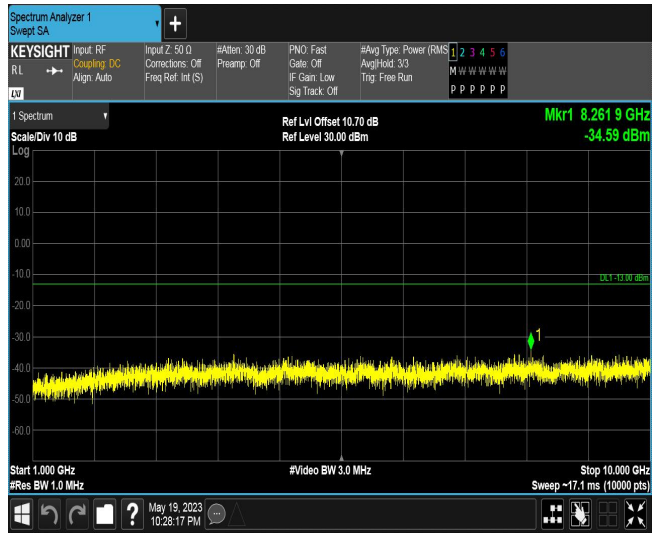 Spectrum Analyzer 1
Swept SA
+
KEYSIGHT
RL
LXI
Input: RF
Coupling: DC
Align: Auto
Input Z: 50 Ω
Corrections: Off
Freq Ref: Int (S)
#Atten: 30 dB
Preamp: Off
PNO: Fast
Gate: Off
IF Gain: Low
Sig Track: Off
#Avg Type: Power (RMS
Avg|Hold: 3/3
Trig: Free Run
1 2 3 4 5 6
M W W W W W
P P P P P P
1 Spectrum
Scale/Div 10 dB
Ref Lvl Offset 10.70 dB
Ref Level 30.00 dBm
Mkr1 8.261 9 GHz
-34.59 dBm
Log
20.0
10.0
0.00
-10.0
DL1 -13.00 dBm
-20.0
-30.0
1
-40.0
-50.0
-60.0
Start 1.000 GHz
#Video BW 3.0 MHz
Stop 10.000 GHz
#Res BW 1.0 MHz
Sweep ~17.1 ms (10000 pts)
?
May 19, 2023
10:28:17 PM